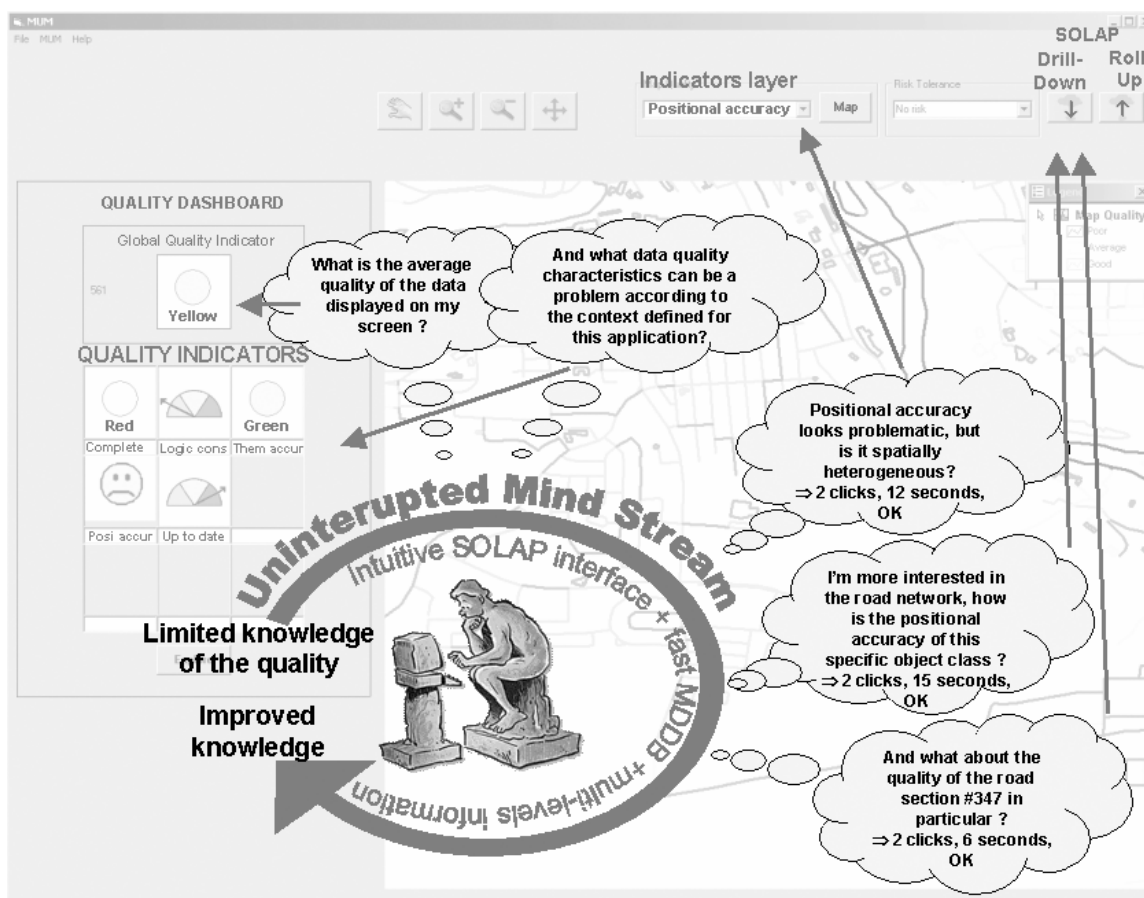 MUM
File MUM Help
SOLAP
Drill-Down
Roll Up
Indicators layer
Positional accuracy
Map
Risk Tolerance
No risk
QUALITY DASHBOARD
Global Quality Indicator
561
Yellow
QUALITY INDICATORS
Red
Green
Complete
Logic cons
Them accur
Posi accur
Up to date
Map Quality
Poor
Average
Good
What is the average
quality of the data
displayed on my
screen ?
And what data quality
characteristics can be a
problem according to
the context defined for
this application?
Positional accuracy
looks problematic, but
is it spatially
heterogeneous?
⇒ 2 clicks, 12 seconds,
OK
I'm more interested in
the road network, how
is the positional
accuracy of this
specific object class ?
⇒ 2 clicks, 15 seconds,
OK
And what about the
quality of the road
section #347 in
particular ?
⇒ 2 clicks, 6 seconds,
OK
Uninterupted Mind Stream
Intuitive SOLAP interface + fast MDDB +multi-levels information
Limited knowledge
of the quality
Improved
knowledge